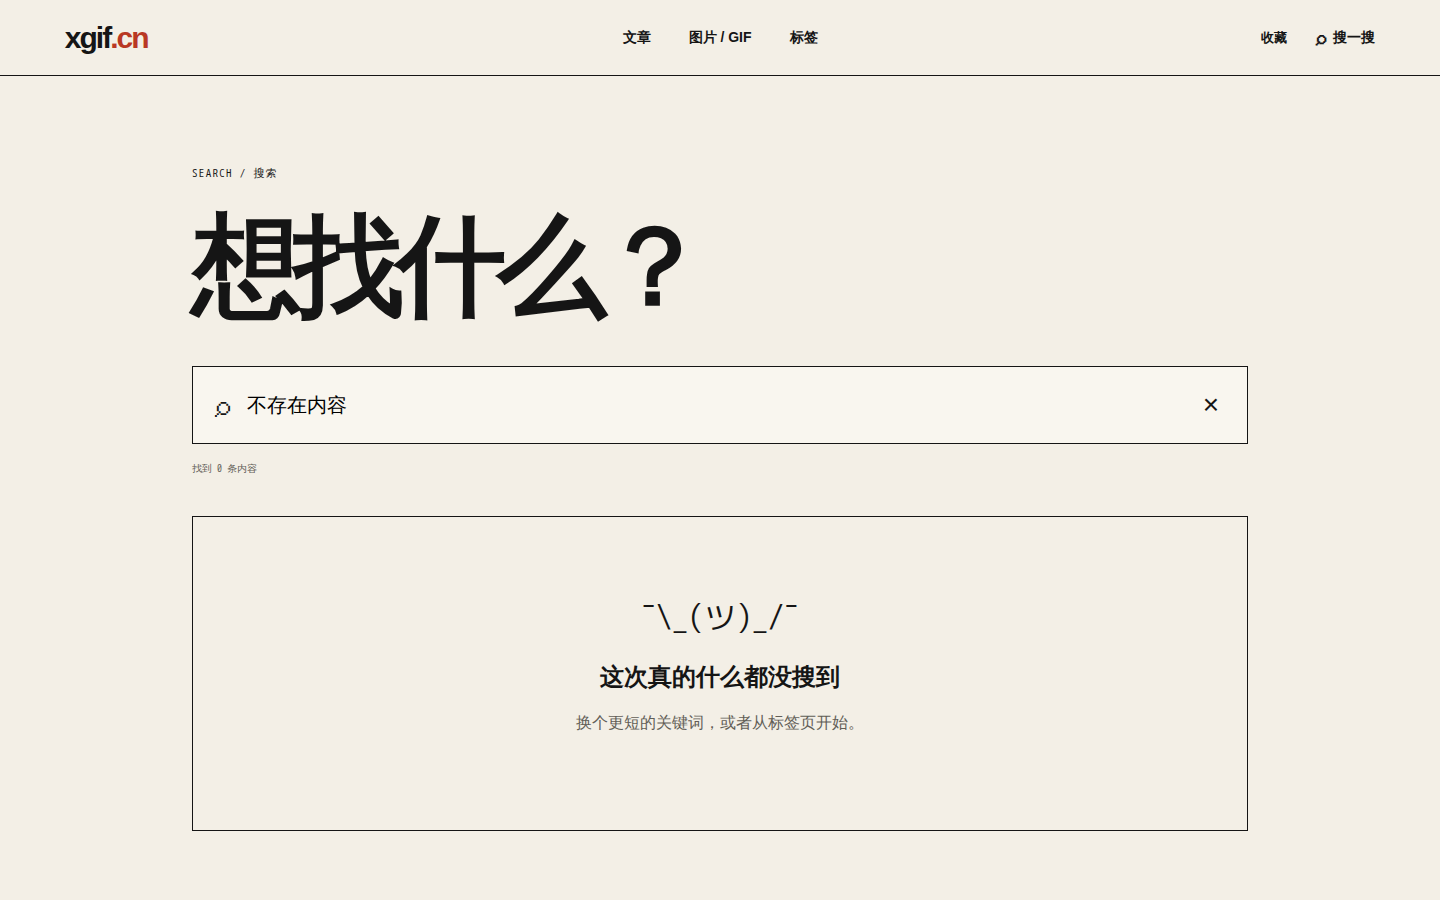 xgif.cn
文章
图片 / GIF
标签
收藏
⌕ 搜一搜
SEARCH / 搜索
想找什么？
⌕ 不存在内容 ×
找到 0 条内容
¯\_(ツ)_/¯
这次真的什么都没搜到
换个更短的关键词，或者从标签页开始。